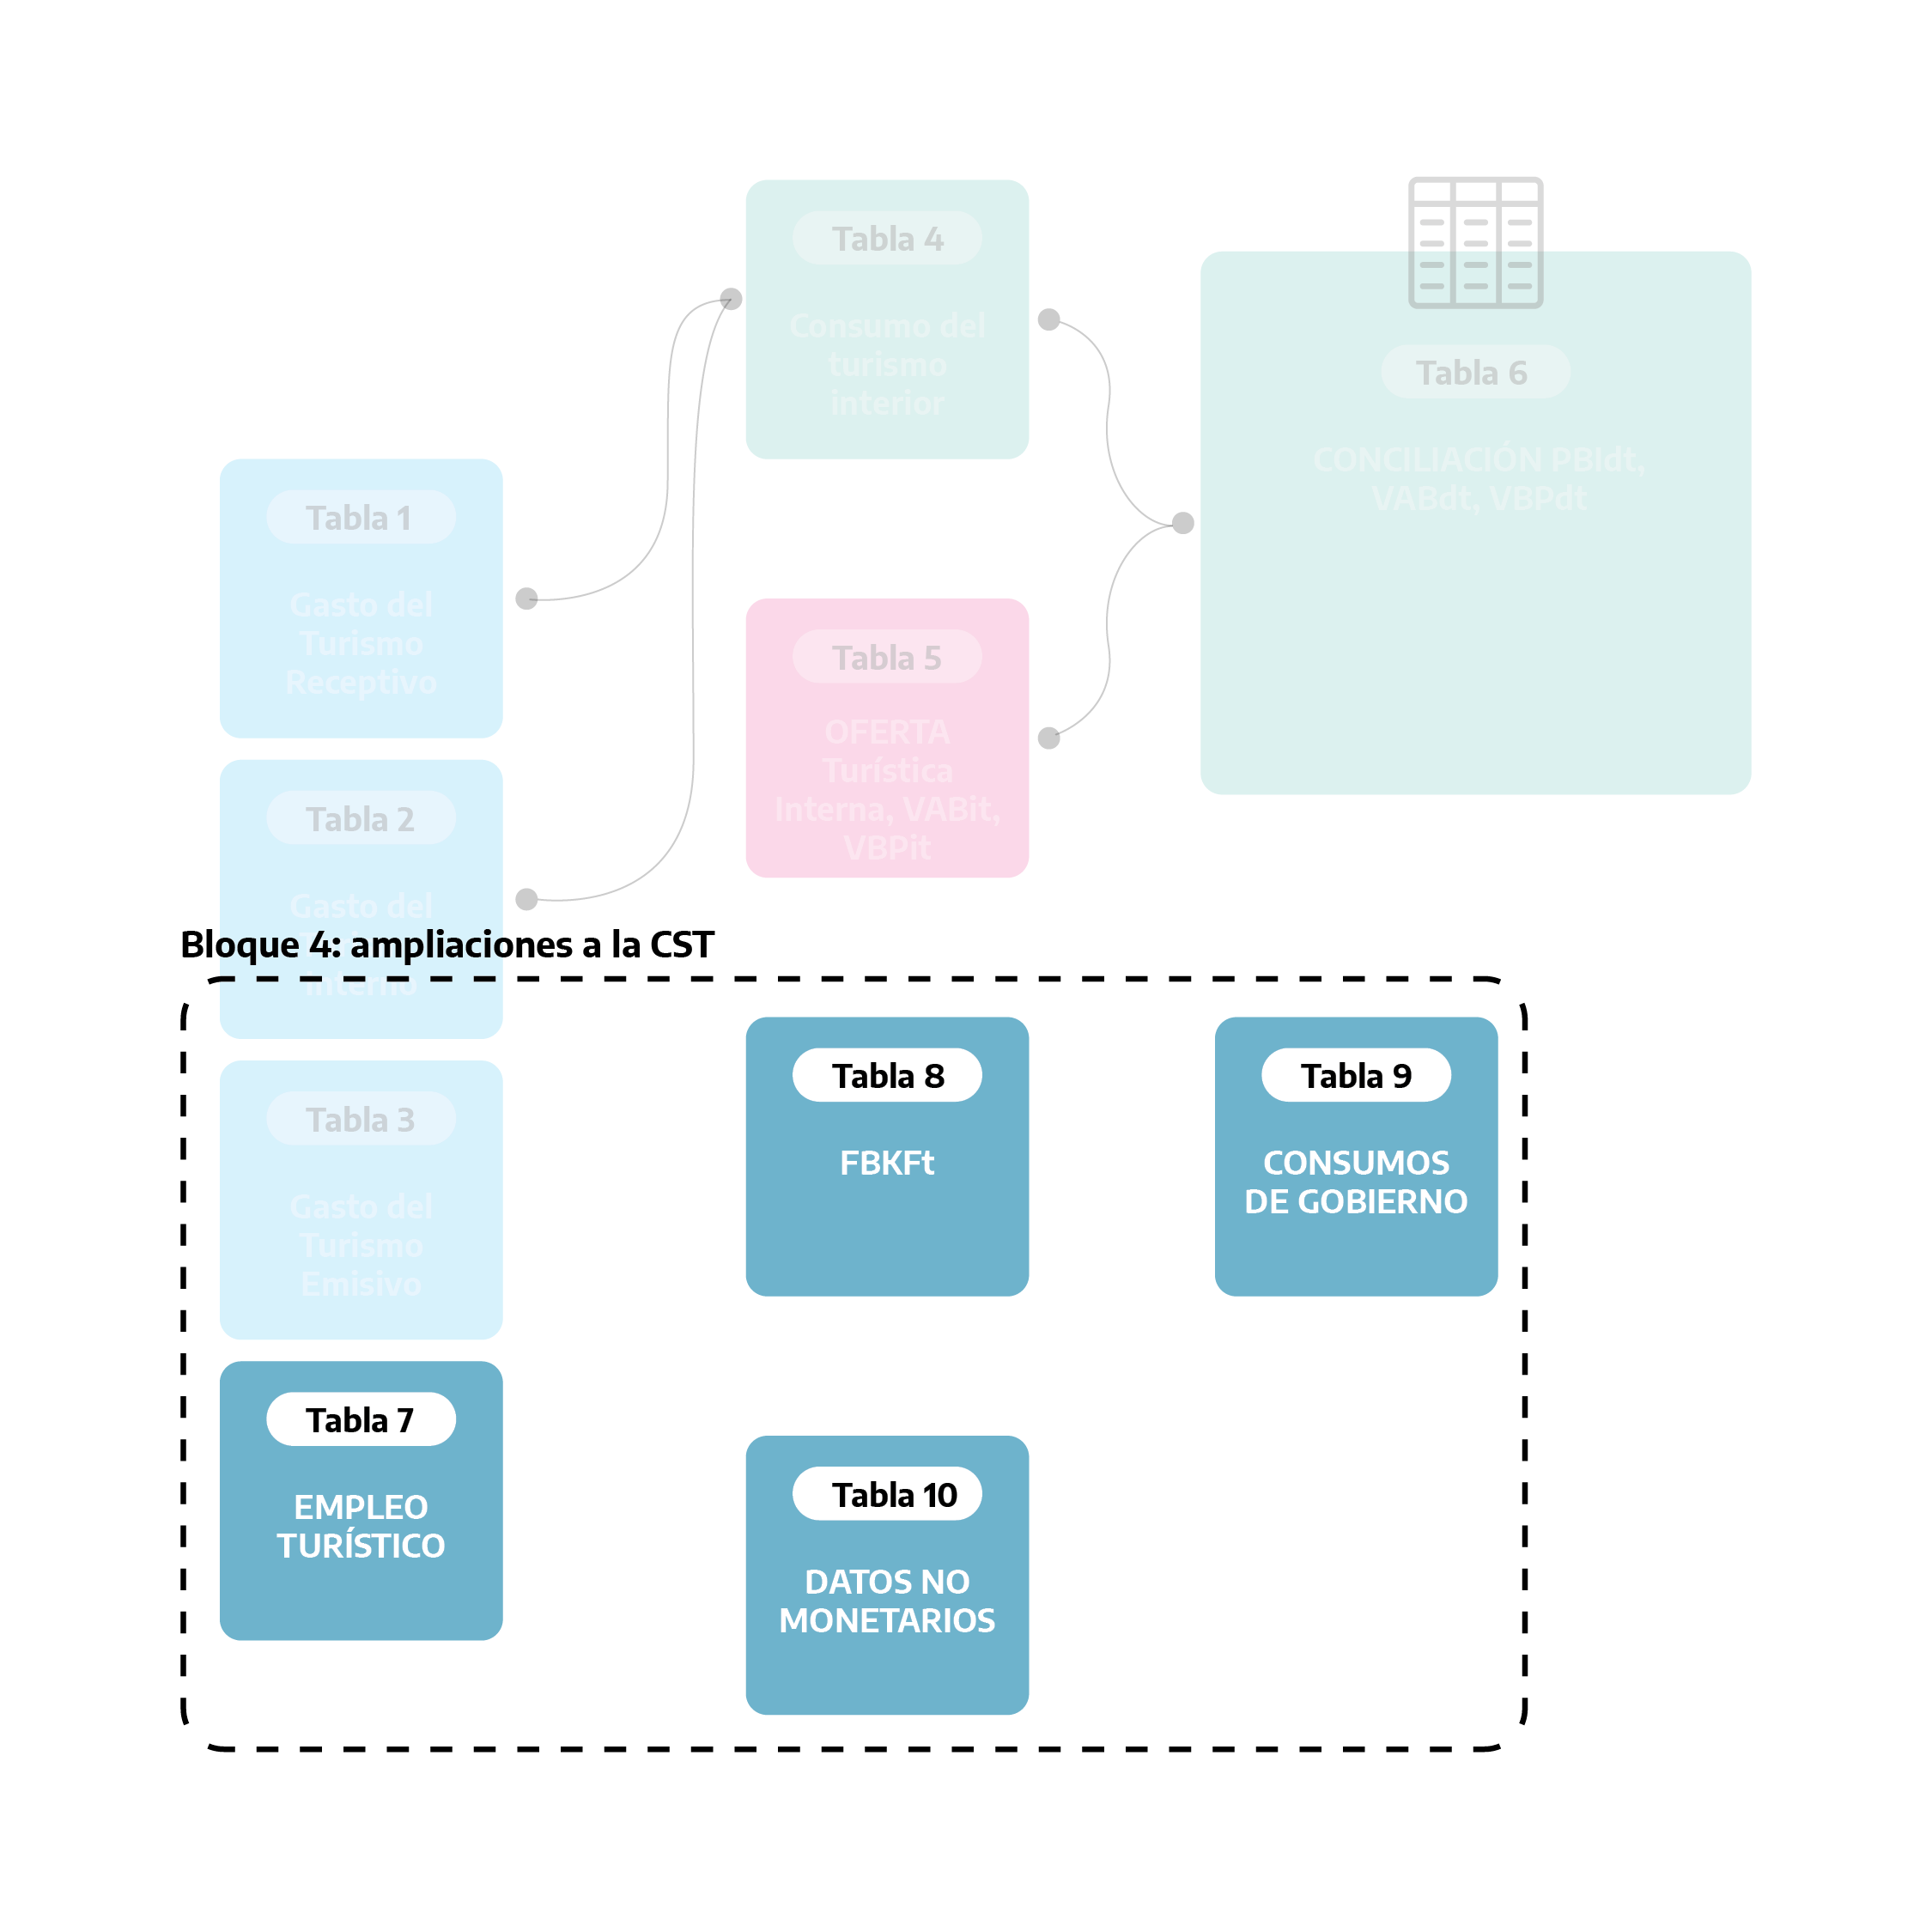 Tabla 4
Consumo del
turismo
interior
Tabla 6
CONCILIACIÓN PBIdt,
VABdt, VBPdt
Tabla 1
Gasto del
Turismo
Receptivo
Tabla 5
OFERTA
Turística
Interna, VABit,
VBPit
Tabla 2
Gasto del
Interno
Bloque 4: ampliaciones a la CST
Tabla 8
FBKFt
Tabla 9
CONSUMOS
DE GOBIERNO
Tabla 3
Gasto del
Turismo
Emisivo
Tabla 7
EMPLEO
TURÍSTICO
Tabla 10
DATOS NO
MONETARIOS